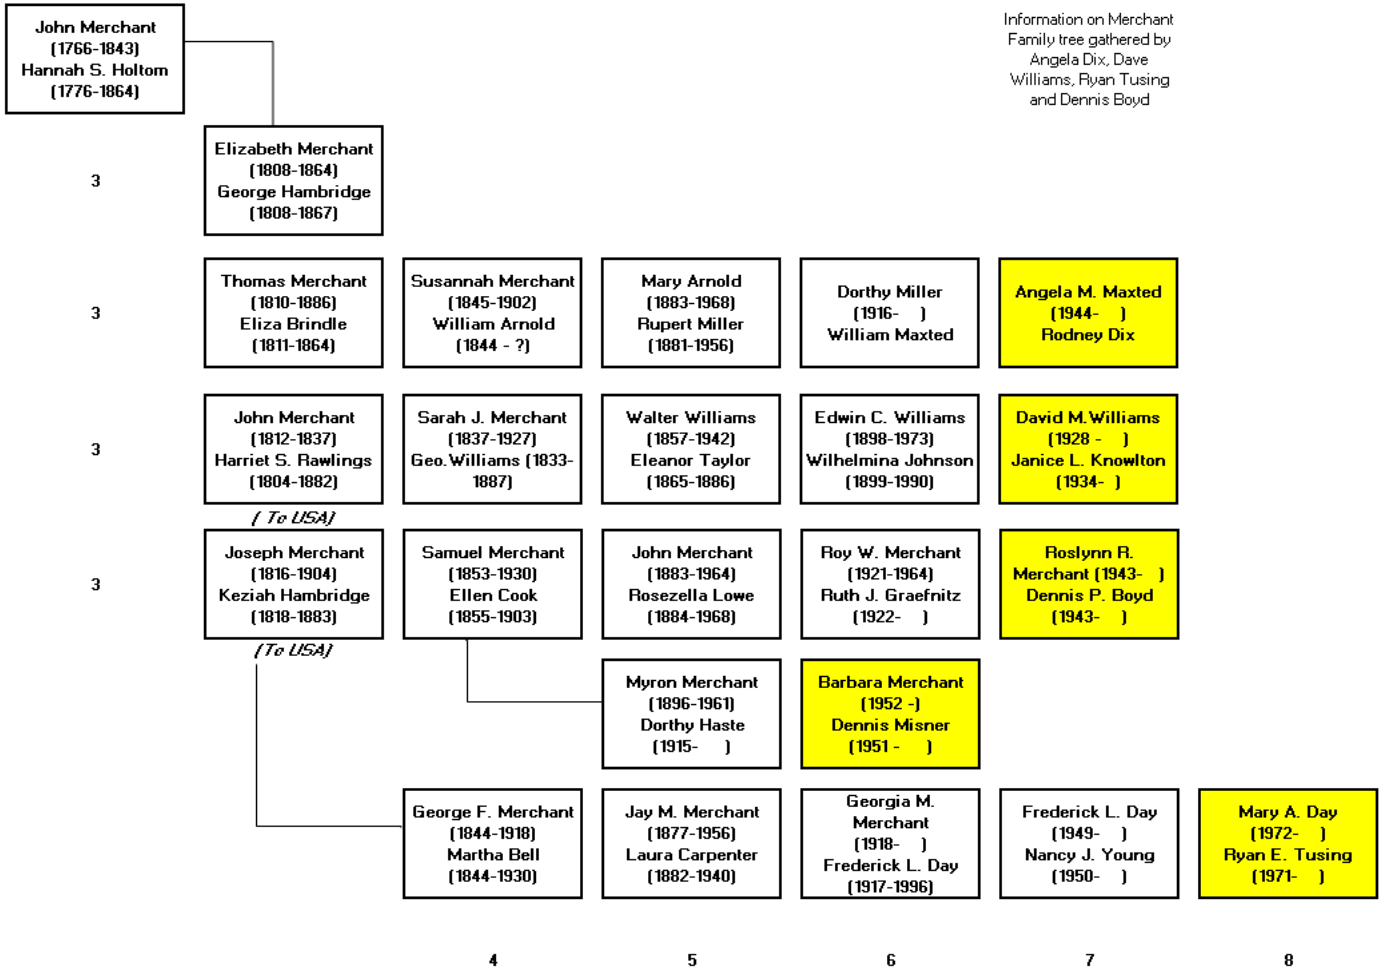 John Merchant
(1766-1843)
Hannah S. Holtom
(1776-1864)
Information on Merchant
Family tree gathered by
Angela Dix, Dave
Williams, Ryan Tusing
and Dennis Boyd
3
Elizabeth Merchant
(1808-1864)
George Hambridge
(1808-1867)
3
Thomas Merchant
(1810-1886)
Eliza Brindle
(1811-1864)
Susannah Merchant
(1845-1902)
William Arnold
(1844 - ?)
Mary Arnold
(1883-1968)
Rupert Miller
(1881-1956)
Dorthy Miller
(1916- )
William Maxted
Angela M. Maxted
(1944- )
Rodney Dix
3
John Merchant
(1812-1837)
Harriet S. Rawlings
(1804-1882)
( To USA)
Sarah J. Merchant
(1837-1927)
Geo.Williams (1833-
1887)
Walter Williams
(1857-1942)
Eleanor Taylor
(1865-1886)
Edwin C. Williams
(1898-1973)
Wilhelmina Johnson
(1899-1990)
David M.Williams
(1928 - )
Janice L. Knowlton
(1934- )
3
Joseph Merchant
(1816-1904)
Keziah Hambridge
(1818-1883)
(To USA)
Samuel Merchant
(1853-1930)
Ellen Cook
(1855-1903)
John Merchant
(1883-1964)
Rosezella Lowe
(1884-1968)
Roy W. Merchant
(1921-1964)
Ruth J. Graefnitz
(1922- )
Roslynn R.
Merchant (1943- )
Dennis P. Boyd
(1943- )
Myron Merchant
(1896-1961)
Dorthy Haste
(1915- )
Barbara Merchant
(1952 -)
Dennis Misner
(1951 - )
George F. Merchant
(1844-1918)
Martha Bell
(1844-1930)
Jay M. Merchant
(1877-1956)
Laura Carpenter
(1882-1940)
Georgia M.
Merchant
(1918- )
Frederick L. Day
(1917-1996)
Frederick L. Day
(1949- )
Nancy J. Young
(1950- )
Mary A. Day
(1972- )
Ryan E. Tusing
(1971- )
4
5
6
7
8